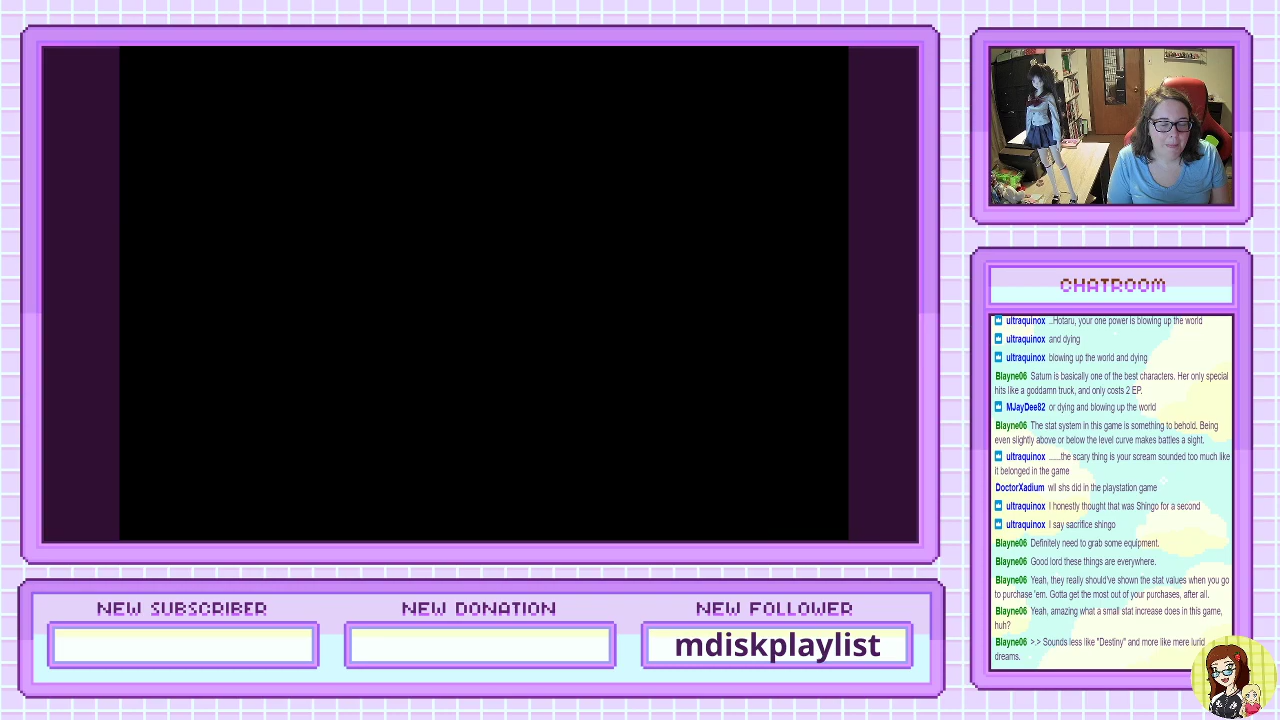 CHATROOM
ultraquinox ..Hotaru, your one power is blowing up the world
ultraquinox and dying
ultraquinox blowing up the world and dying
Blayne06 Saturn is basically one of the best characters. Her only special
hits like a goddamn truck, and only costs 2 EP.
MJayDee82 or dying and blowing up the world
Blayne06 The stat system in this game is something to behold. Being
even slightly above or below the level curve makes battles a sight.
ultraquinox ......the scary thing is your scream sounded too much like
it belonged in the game
DoctorXadium wll shs did in the playstation game
ultraquinox I honestly thought that was Shingo for a second
ultraquinox I say sacrifice shingo
Blayne06 Definitely need to grab some equipment.
Blayne06 Good lord these things are everywhere.
Blayne06 Yeah, they really should've shown the stat values when you go
to purchase 'em. Gotta get the most out of your purchases, after all.
Blayne06 Yeah, amazing what a small stat increase does in this game,
huh?
Blayne06 >.> Sounds less like "Destiny" and more like mere lurid
dreams.
NEW SUBSCRIBER
NEW DONATION
NEW FOLLOWER
mdiskplaylist